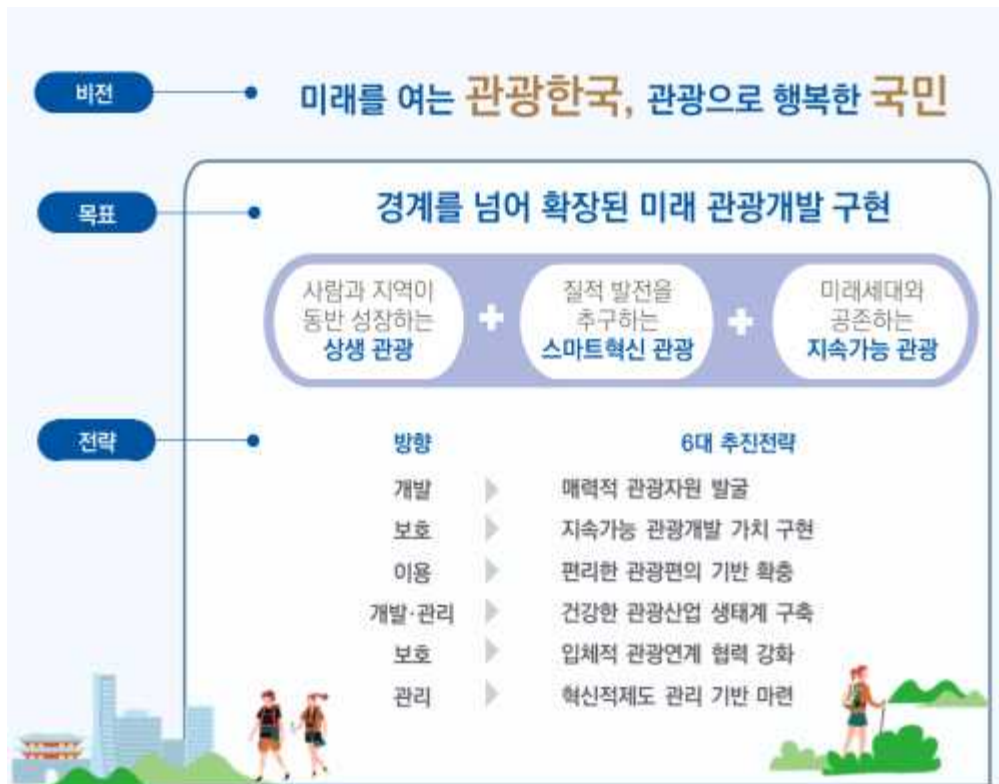 비전
미래를 여는 관광한국, 관광으로 행복한 국민
목표
경계를 넘어 확장된 미래 관광개발 구현
사람과 지역이
동반 성장하는
상생 관광
+
질적 발전을
추구하는
스마트혁신 관광
+
미래세대와
공존하는
지속가능 관광
전략
방향 6대 추진전략
개발 매력적 관광자원 발굴
보호 지속가능 관광개발 가치 구현
이용 편리한 관광편의 기반 확충
개발·관리 건강한 관광산업 생태계 구축
보호 입체적 관광연계 협력 강화
관리 혁신적제도 관리 기반 마련